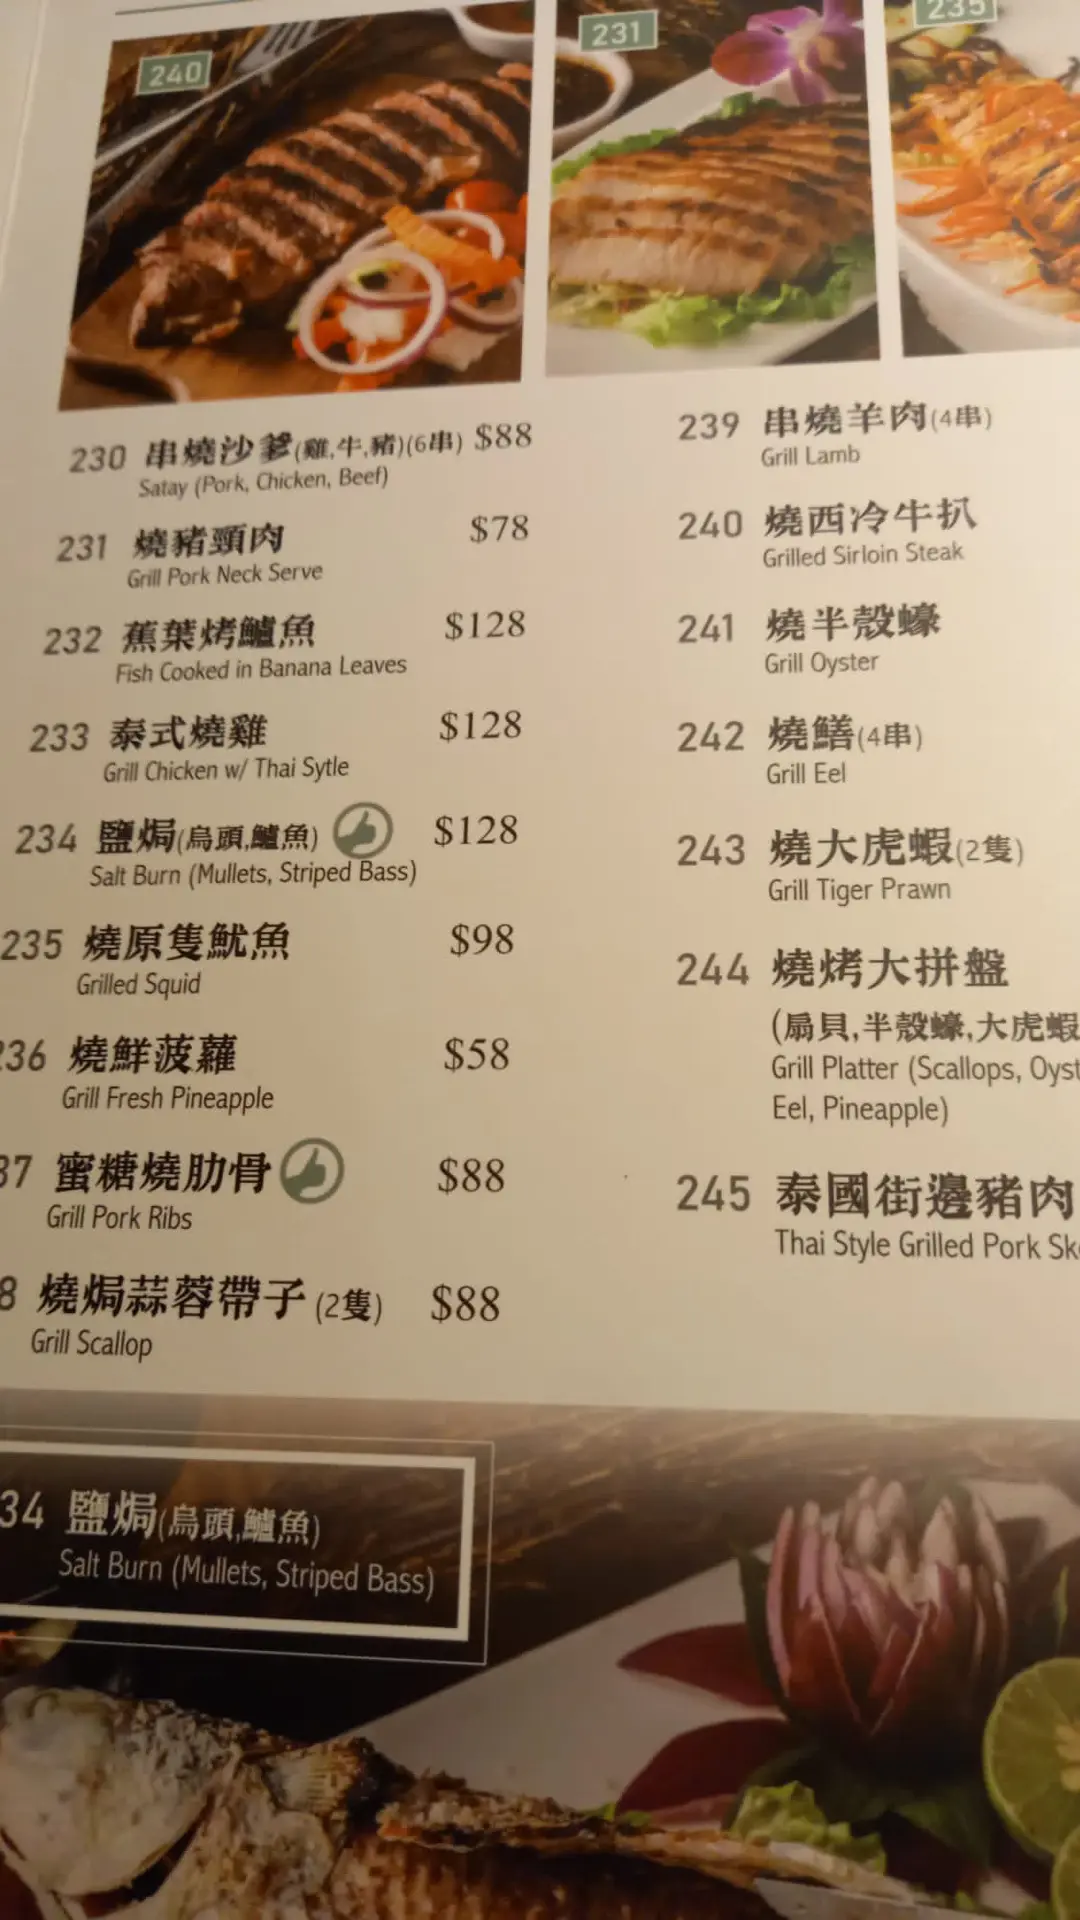 240
231
235
230 串燒沙爹(雞,牛,豬)(6串) $88
Satay (Pork, Chicken, Beef)
231 燒豬頸肉 $78
Grill Pork Neck Serve
232 蕉葉烤鱸魚 $128
Fish Cooked in Banana Leaves
233 泰式燒雞 $128
Grill Chicken w/ Thai Sytle
234 鹽焗(烏頭,鱸魚) $128
Salt Burn (Mullets, Striped Bass)
235 燒原隻魷魚 $98
Grilled Squid
236 燒鮮菠蘿 $58
Grill Fresh Pineapple
37 蜜糖燒肋骨 $88
Grill Pork Ribs
8 燒焗蒜蓉帶子 (2隻) $88
Grill Scallop
239 串燒羊肉(4串)
Grill Lamb
240 燒西冷牛扒
Grilled Sirloin Steak
241 燒半殼蠔
Grill Oyster
242 燒鱔(4串)
Grill Eel
243 燒大虎蝦(2隻)
Grill Tiger Prawn
244 燒烤大拼盤
(扇貝,半殼蠔,大虎蝦
Grill Platter (Scallops, Oyst
Eel, Pineapple)
245 泰國街邊豬肉
Thai Style Grilled Pork Sk
34 鹽焗(烏頭,鱸魚)
Salt Burn (Mullets, Striped Bass)